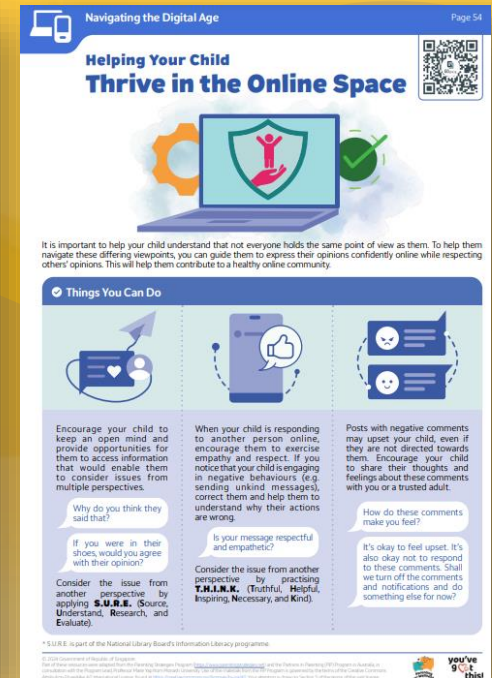 Navigating the Digital Age
Page 54
Helping Your Child
Thrive in the Online Space
It is important to help your child understand that not everyone holds the same point of view as them. To help them
navigate these differing viewpoints, you can guide them to express their opinions confidently online while respecting
others' opinions. This will help them contribute to a healthy online community.
Things You Can Do
Encourage your child to
keep an open mind and
provide opportunities for
them to access information
that would enable them
to consider issues from
multiple perspectives.
Why do you think they
said that?
If you were in their
shoes, would you agree
with their opinion?
Consider the issue from
another perspective by
applying S.U.R.E. (Source,
Understand, Research, and
Evaluate).
When your child is responding
to another person online,
encourage them to exercise
empathy and respect. If you
notice that your child is engaging
in negative behaviours (e.g.
sending unkind messages),
correct them and help them to
understand why their actions
are wrong.
Is your message respectful
and empathetic?
Consider the issue from another
perspective by practising
T.H.I.N.K. (Truthful, Helpful,
Inspiring, Necessary, and Kind).
Posts with negative comments
may upset your child, even if
they are not directed towards
them. Encourage your child
to share their thoughts and
feelings about these comments
with you or a trusted adult.
How do these comments
make you feel?
It's okay to feel upset. It's
also okay not to respond
to these comments. Shall
we turn off the comments
and notifications and do
something else for now?
* S.U.R.E. is part of the National Library Board's Information Literacy programme.
you've
got
this!